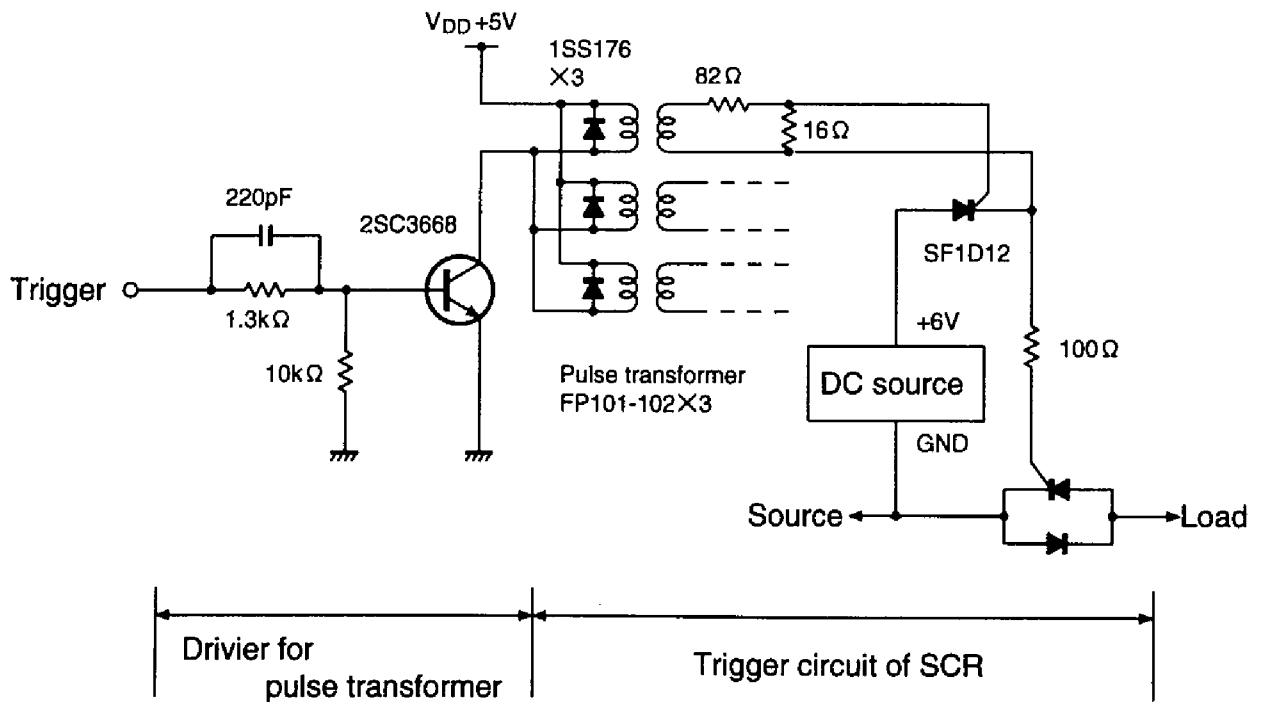 VDD +5V
1SS176
×3
82Ω
16Ω
220pF
2SC3668
SF1D12
Trigger
1.3kΩ
+6V
100Ω
10kΩ
Pulse transformer
FP101-102×3
DC source
GND
Source
Load
Drivier for
pulse transformer
Trigger circuit of SCR